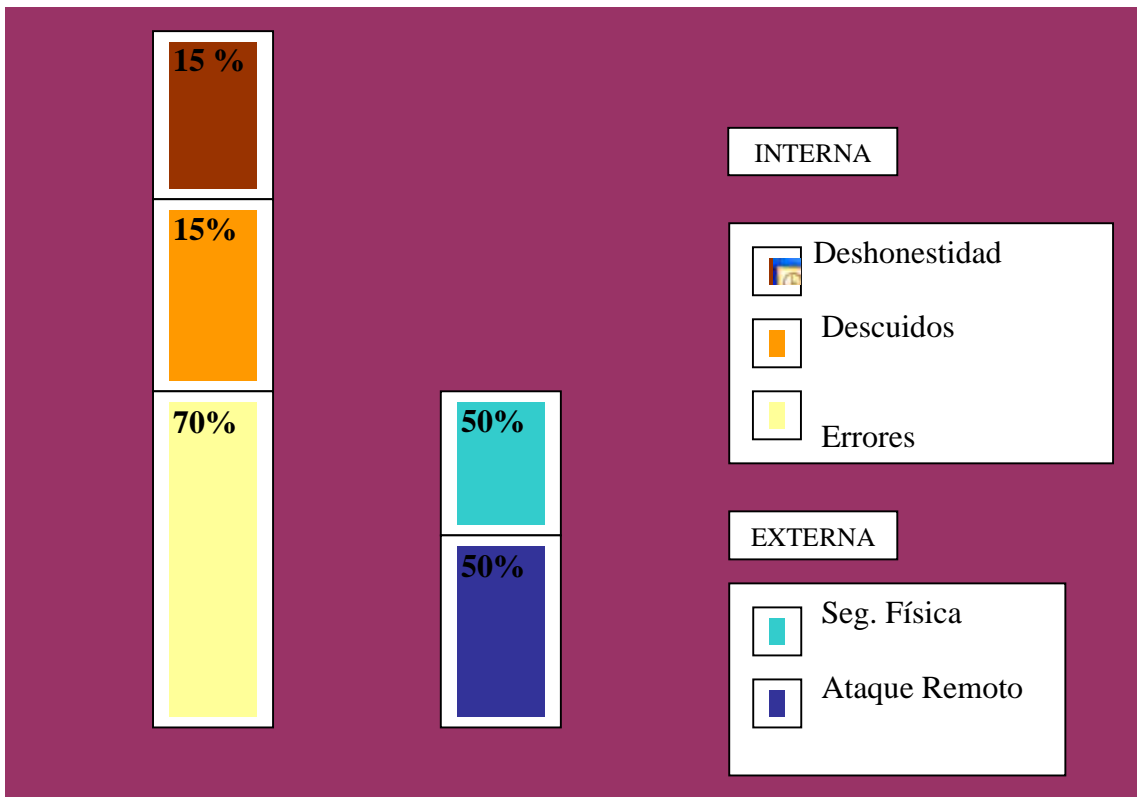 15 %
15%
70%
50%
50%
INTERNA
Deshonestidad
Descuidos
Errores
EXTERNA
Seg. Física
Ataque Remoto